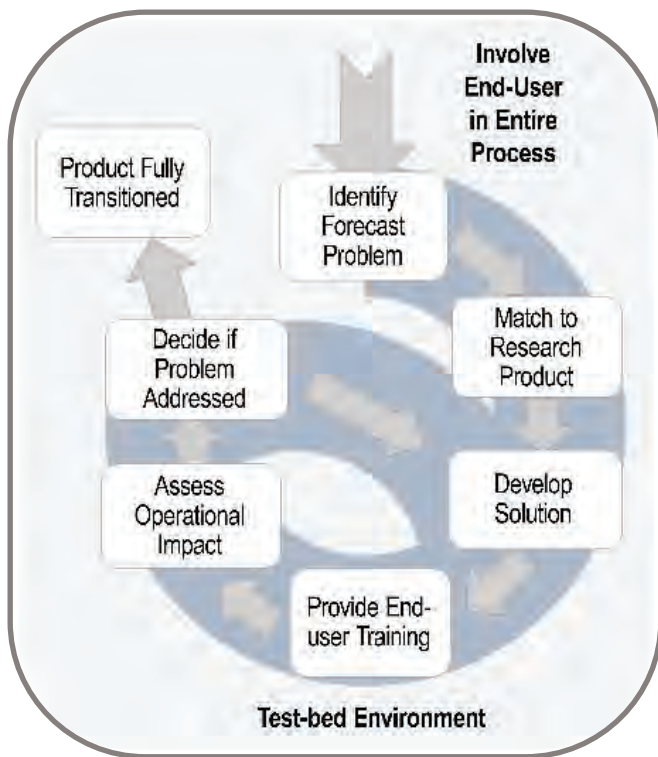 Involve
End-User
in Entire
Process
Product Fully
Transitioned
Identify
Forecast
Problem
Match to
Research
Product
Decide if
Problem
Addressed
Develop
Solution
Assess
Operational
Impact
Provide End-
user Training
Test-bed Environment